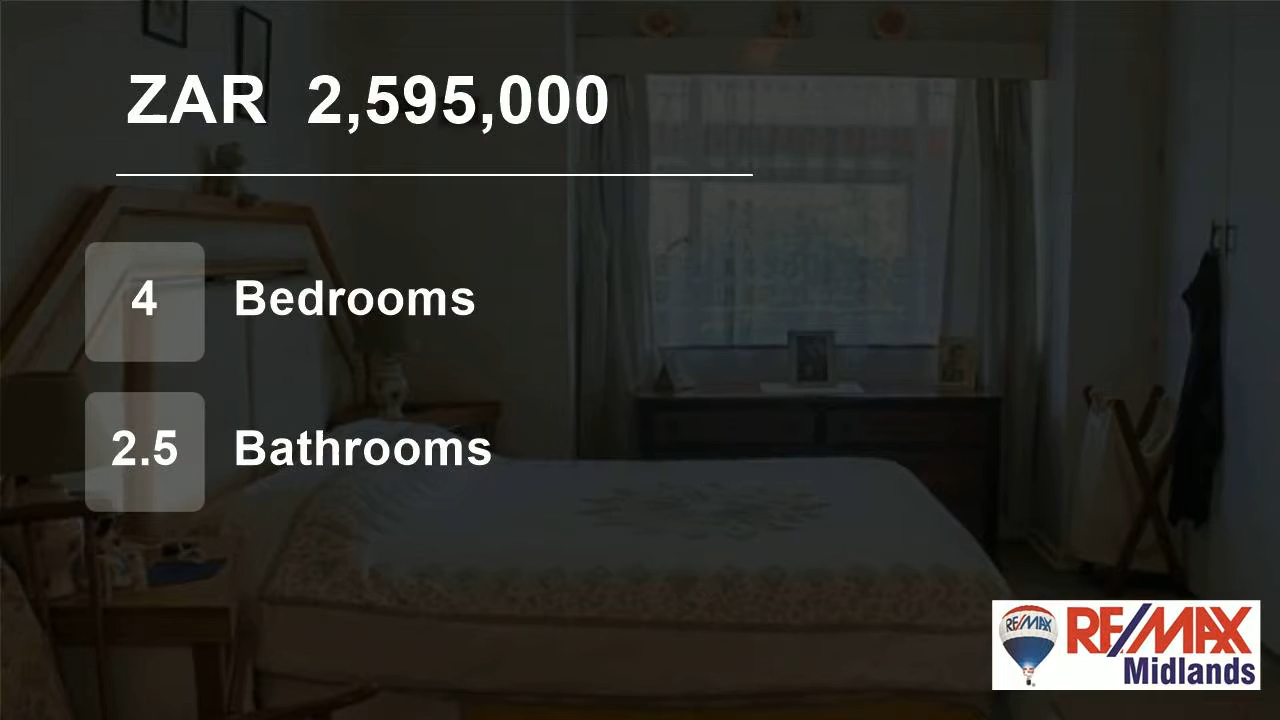 ZAR 2,595,000
4 Bedrooms
2.5 Bathrooms
RE/MAX
RE/MAX
Midlands